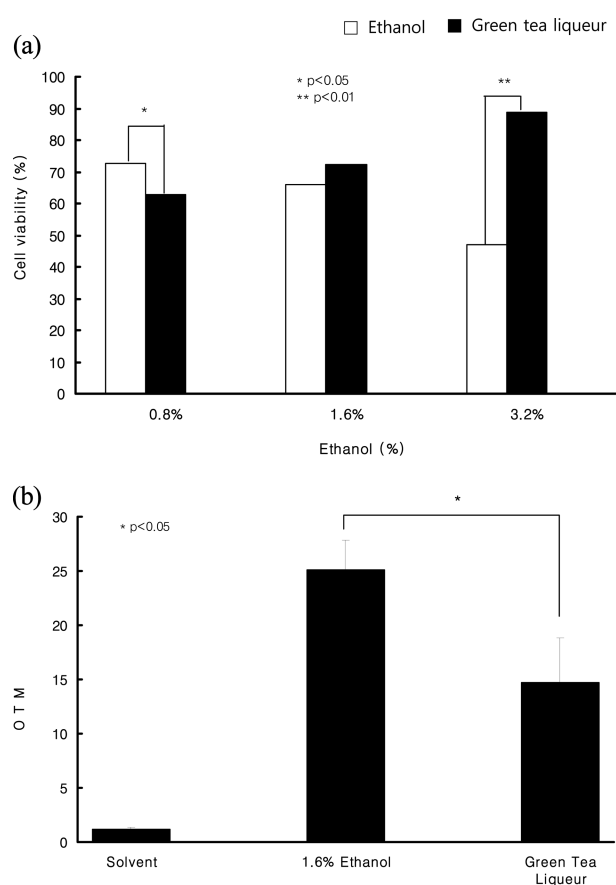 Ethanol Green tea liqueur
(a)
* p<0.05
** p<0.01
*
**
Cell viability (%)
100
90
80
70
60
50
40
30
20
10
0
0.8% 1.6% 3.2%
Ethanol (%)
(b)
* p<0.05
*
OTM
30
25
20
15
10
5
0
Solvent 1.6% Ethanol Green Tea
Liqueur